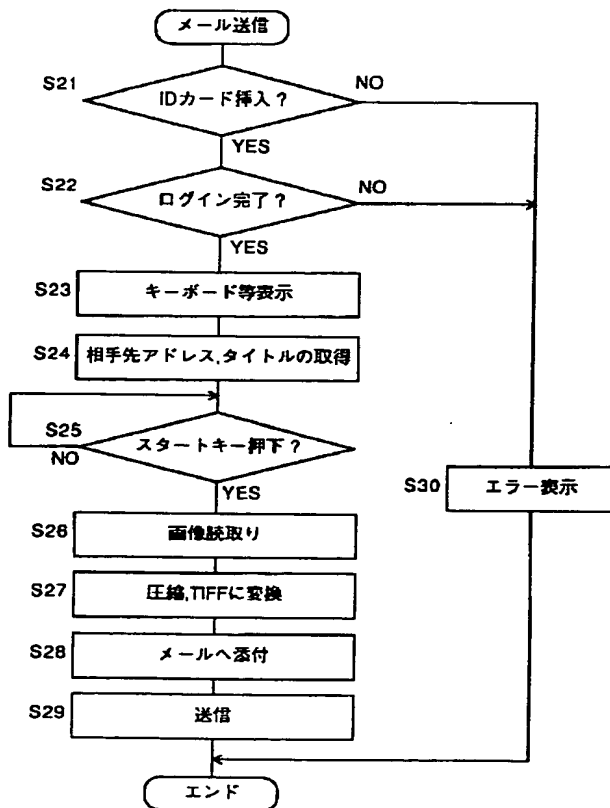 メール送信
S21
IDカード挿入?
NO
YES
S22
ログイン完了?
NO
YES
S23
キーボード等表示
S24
相手先アドレス,タイトルの取得
S25
スタートキー押下?
NO
YES
S30
エラー表示
S26
画像読取り
S27
圧縮,TIFFに変換
S28
メールへ添付
S29
送信
エンド